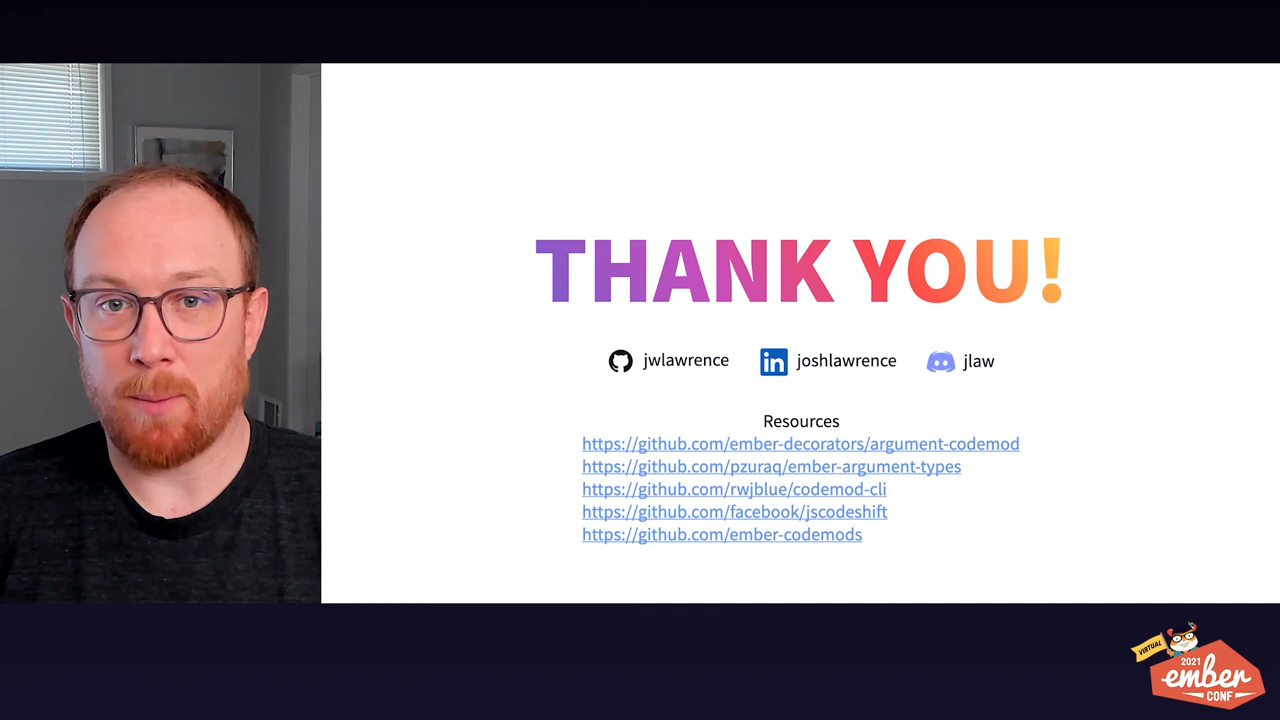 THANK YOU!
jwlawrence joshlawrence jlaw
Resources
https://github.com/ember-decorators/argument-codemod
https://github.com/pzuraq/ember-argument-types
https://github.com/rwjblue/codemod-cli
https://github.com/facebook/jscodeshift
https://github.com/ember-codemods
VIRTUAL
2021
ember
CONF